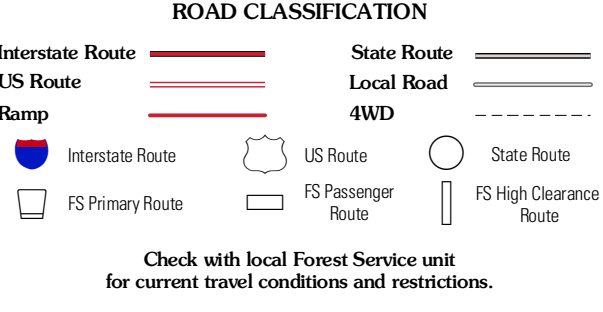 ROAD CLASSIFICATION
Interstate Route
State Route
US Route
Local Road
Ramp
4WD
Interstate Route
US Route
State Route
FS Primary Route
FS Passenger
Route
FS High Clearance
Route
Check with local Forest Service unit
for current travel conditions and restrictions.